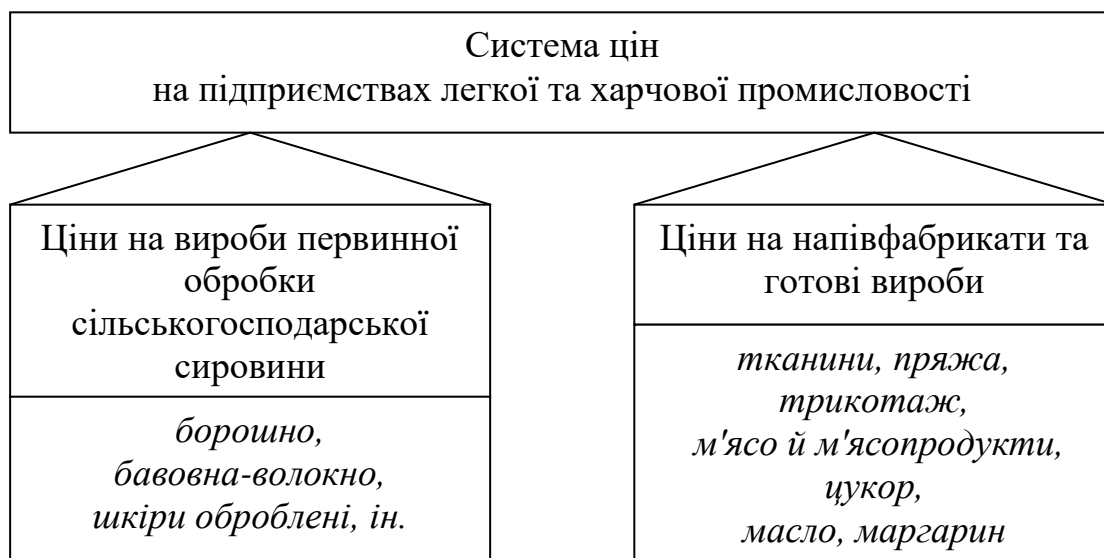 Система цін
на підприємствах легкої та харчової промисловості
Ціни на вироби первинної
обробки
сільськогосподарської
сировини
борошно,
бавовна-волокно,
шкіри оброблені, ін.
Ціни на напівфабрикати та
готові вироби
тканини, пряжа,
трикотаж,
м'ясо й м'ясопродукти,
цукор,
масло, маргарин